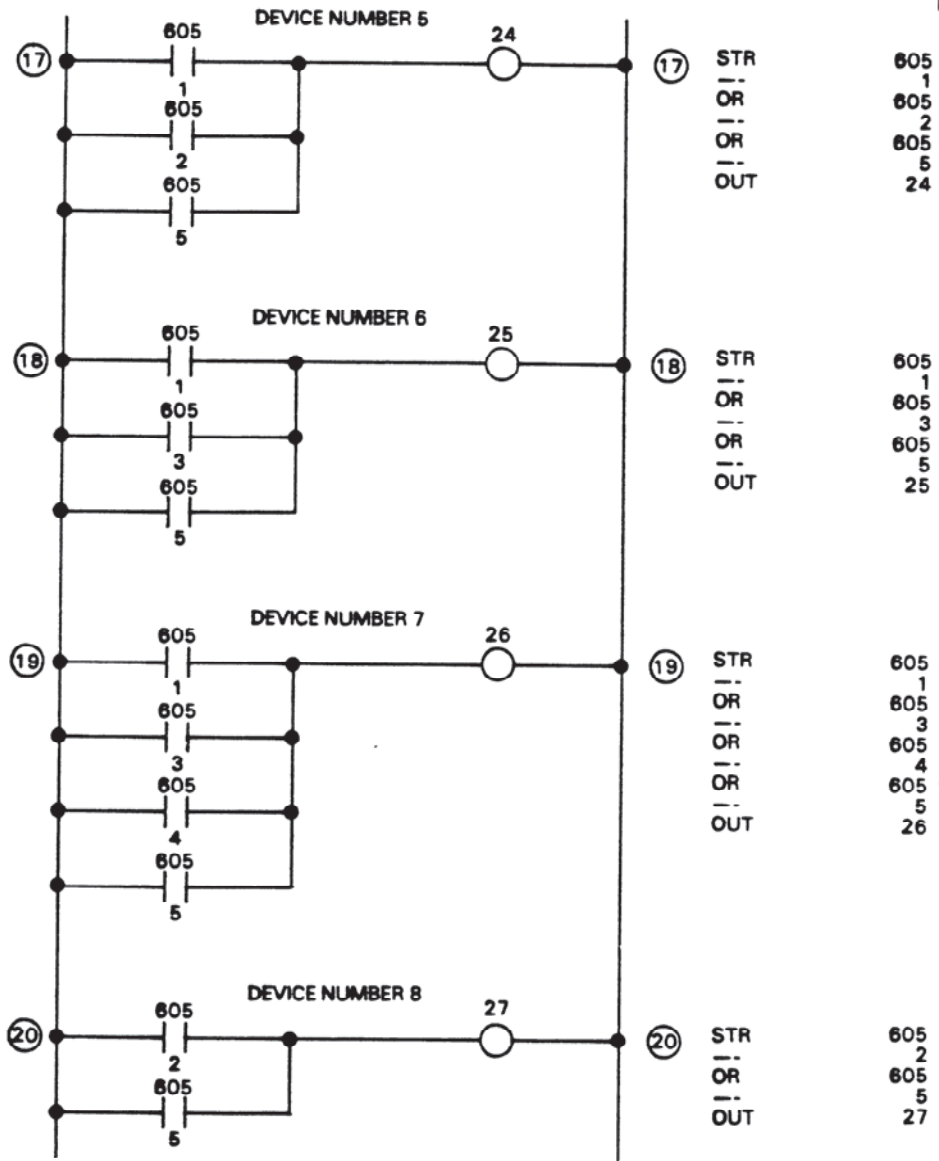 DEVICE NUMBER 5
17 605 24
1
605
2
605
5
17 STR 605
—- 1
OR 605
—- 2
OR 605
—- 5
OUT 24
DEVICE NUMBER 6
18 605 25
1
605
3
605
5
18 STR 605
—- 1
OR 605
—- 3
OR 605
—- 5
OUT 25
DEVICE NUMBER 7
19 605 26
1
605
3
605
4
605
5
19 STR 605
—- 1
OR 605
—- 3
OR 605
—- 4
OR 605
—- 5
OUT 26
DEVICE NUMBER 8
20 605 27
2
605
5
20 STR 605
—- 2
OR 605
—- 5
OUT 27